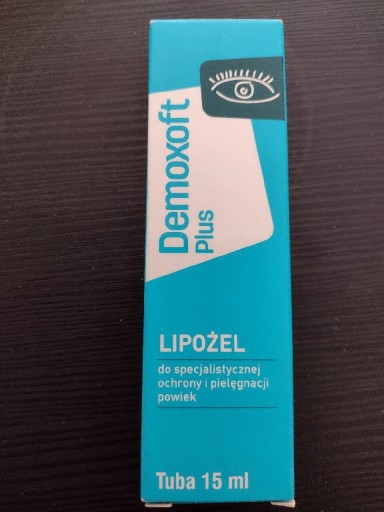 Demoxoft
Plus
LIPOŻEL
do specjalistycznej
ochrony i pielęgnacji
powiek
Tuba 15 ml